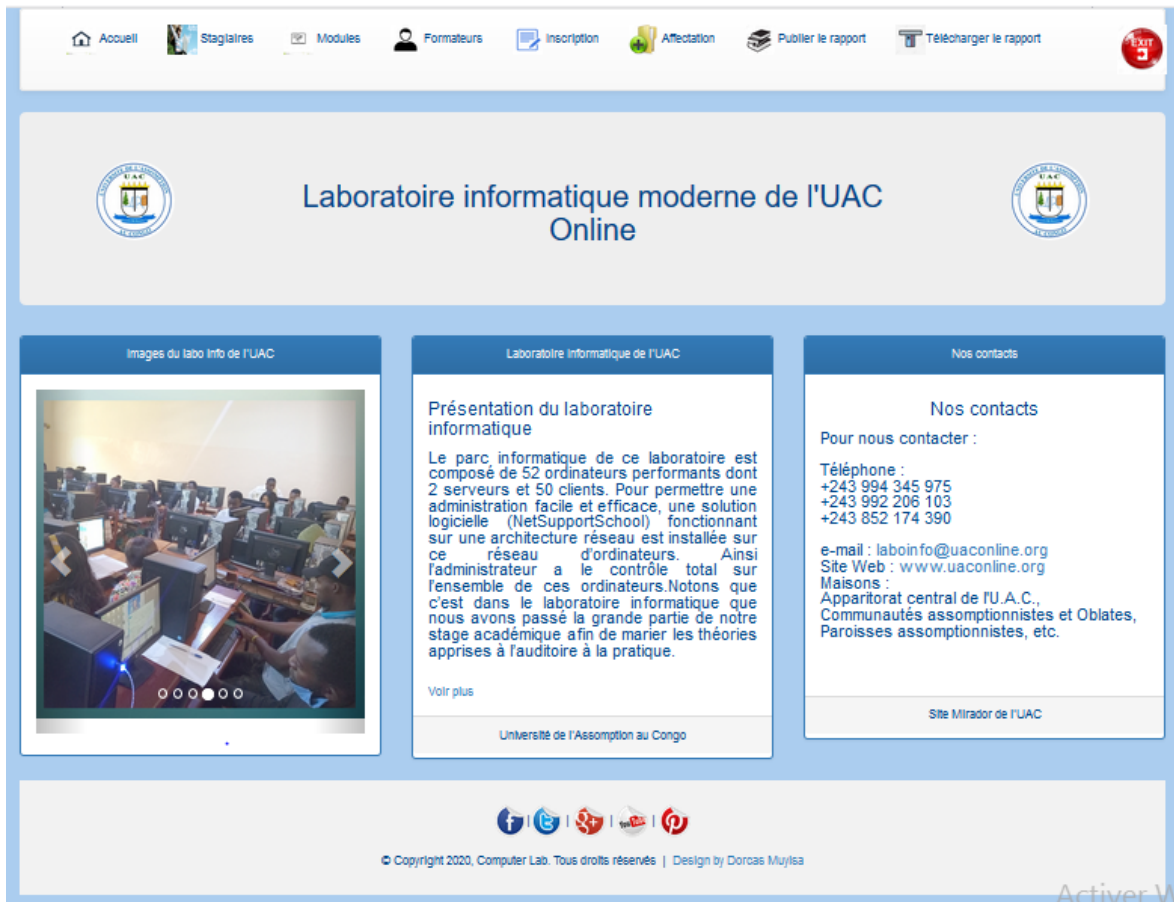 Accueil
Stagiaires
Modules
Formateurs
Inscription
Affectation
Publier le rapport
Télécharger le rapport
EXIT
UAC
Laboratoire informatique moderne de l'UAC
Online
UAC
Images du labo info de l'UAC
Laboratoire informatique de l'UAC
Présentation du laboratoire
informatique
Le parc informatique de ce laboratoire est
composé de 52 ordinateurs performants dont
2 serveurs et 50 clients. Pour permettre une
administration facile et efficace, une solution
logicielle (NetSupportSchool) fonctionnant
sur une architecture réseau est installée sur
ce réseau d'ordinateurs. Ainsi
l'administrateur a le contrôle total sur
l'ensemble de ces ordinateurs.Notons que
c'est dans le laboratoire informatique que
nous avons passé la grande partie de notre
stage académique afin de marier les théories
apprises à l'auditoire à la pratique.
Voir plus
Université de l'Assomption au Congo
Nos contacts
Nos contacts
Pour nous contacter :
Téléphone :
+243 994 345 975
+243 992 206 103
+243 852 174 390
e-mail : laboinfo@uaconline.org
Site Web : www.uaconline.org
Maisons :
Apparitorat central de l'U.A.C.,
Communautés assomptionnistes et Oblates,
Paroisses assomptionnistes, etc.
Site Mirador de l'UAC
© Copyright 2020, Computer Lab. Tous droits réservés | Design by Dorcas Muyisa
Activer W